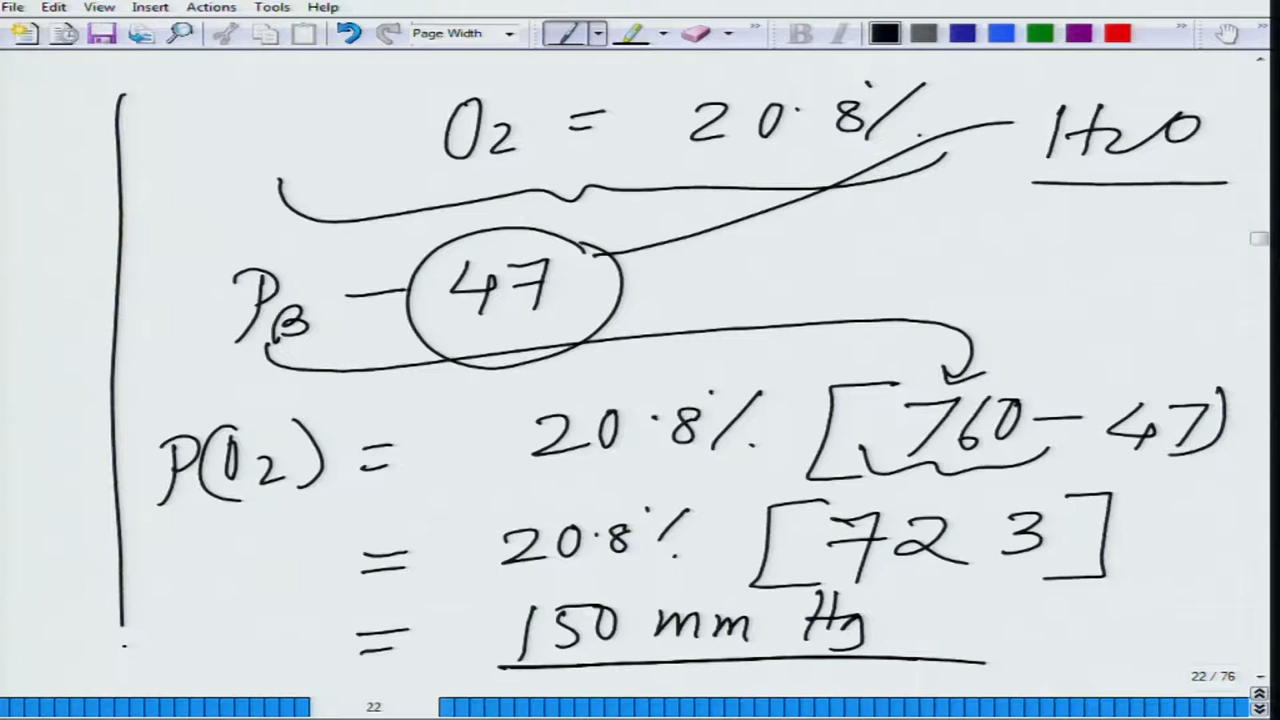 File Edit View Insert Actions Tools Help
Page Width
O2 = 20.8%. H2O
PB — 47
P(O2) = 20.8%. [760 - 47)
= 20.8% [723]
= 150 mm Hg
22 / 76
22